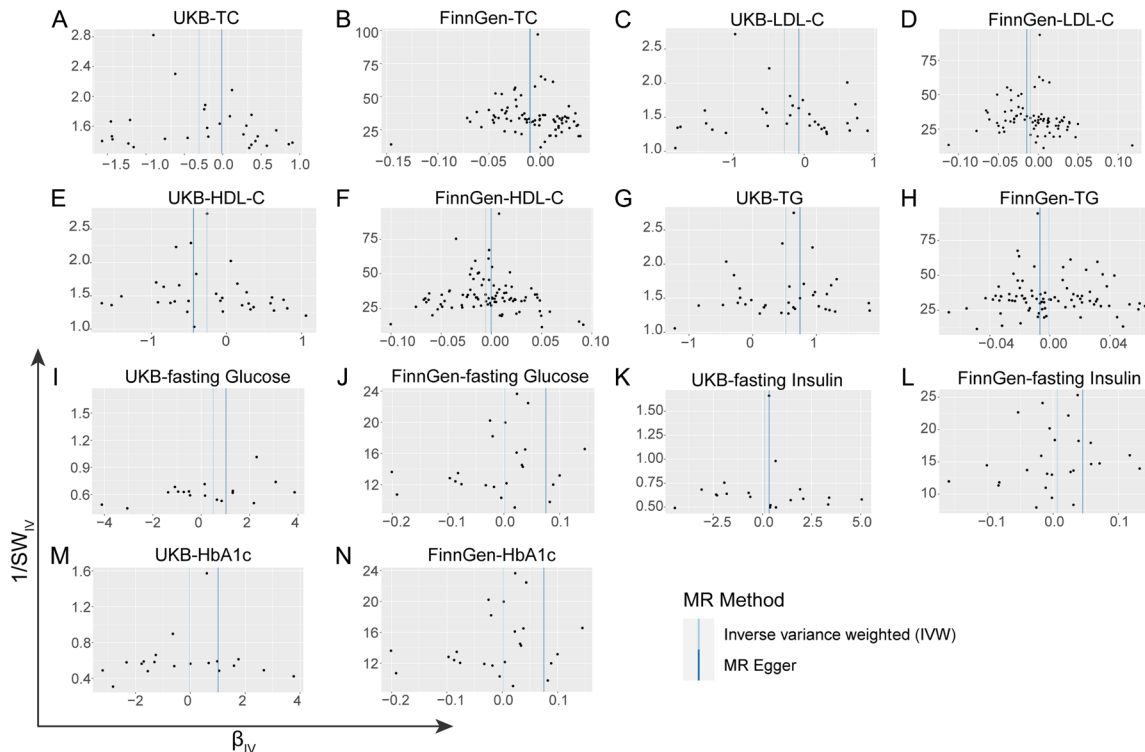 A UKB-TC
2.8
2.4
2.0
1.6
−1.5 −1.0 −0.5 0.0 0.5 1.0
B FinnGen-TC
100
75
50
25
−0.15 −0.10 −0.05 0.00
C UKB-LDL-C
2.5
2.0
1.5
1.0
−1 0 1
D FinnGen-LDL-C
75
50
25
−0.10 −0.05 0.00 0.05 0.10
E UKB-HDL-C
2.5
2.0
1.5
1.0
−1 0 1
F FinnGen-HDL-C
75
50
25
−0.10 −0.05 0.00 0.05 0.10
G UKB-TG
2.5
2.0
1.5
1.0
−1 0 1
H FinnGen-TG
75
50
25
−0.04 0.00 0.04
I UKB-fasting Glucose
1.5
1.2
0.9
0.6
−4 −2 0 2 4
J FinnGen-fasting Glucose
24
20
16
12
−0.2 −0.1 0.0 0.1
K UKB-fasting Insulin
1.50
1.25
1.00
0.75
0.50
−2.5 0.0 2.5 5.0
L FinnGen-fasting Insulin
25
20
15
10
−0.1 0.0 0.1
M UKB-HbA1c
1.6
1.2
0.8
0.4
−2 0 2 4
N FinnGen-HbA1c
24
20
16
12
−0.2 −0.1 0.0 0.1
1/SW_IV
β_IV
MR Method
Inverse variance weighted (IVW)
MR Egger